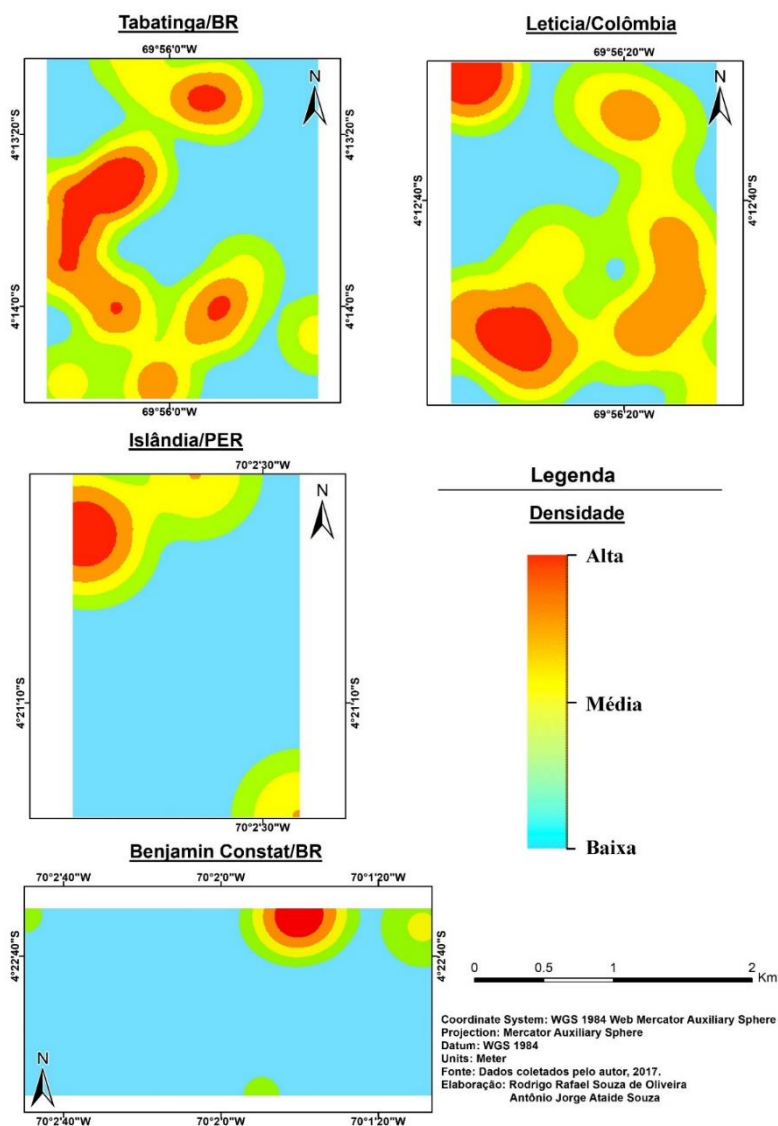 Tabatinga/BR
69°56'0"W
N
4°13'20"S
4°13'20"S
4°14'0"S
4°14'0"S
69°56'0"W
Leticia/Colômbia
69°56'20"W
N
4°12'40"S
4°12'40"S
69°56'20"W
Islândia/PER
70°2'30"W
N
4°21'10"S
4°21'10"S
70°2'30"W
Legenda
Densidade
Alta
Média
Baixa
Benjamin Constat/BR
70°2'40"W 70°2'0"W 70°1'20"W
4°22'40"S
4°22'40"S
N
70°2'40"W 70°2'0"W 70°1'20"W
0 0.5 1 2
Km
Coordinate System: WGS 1984 Web Mercator Auxiliary Sphere
Projection: Mercator Auxiliary Sphere
Datum: WGS 1984
Units: Meter
Fonte: Dados coletados pelo autor, 2017.
Elaboração: Rodrigo Rafael Souza de Oliveira
Antônio Jorge Ataide Souza